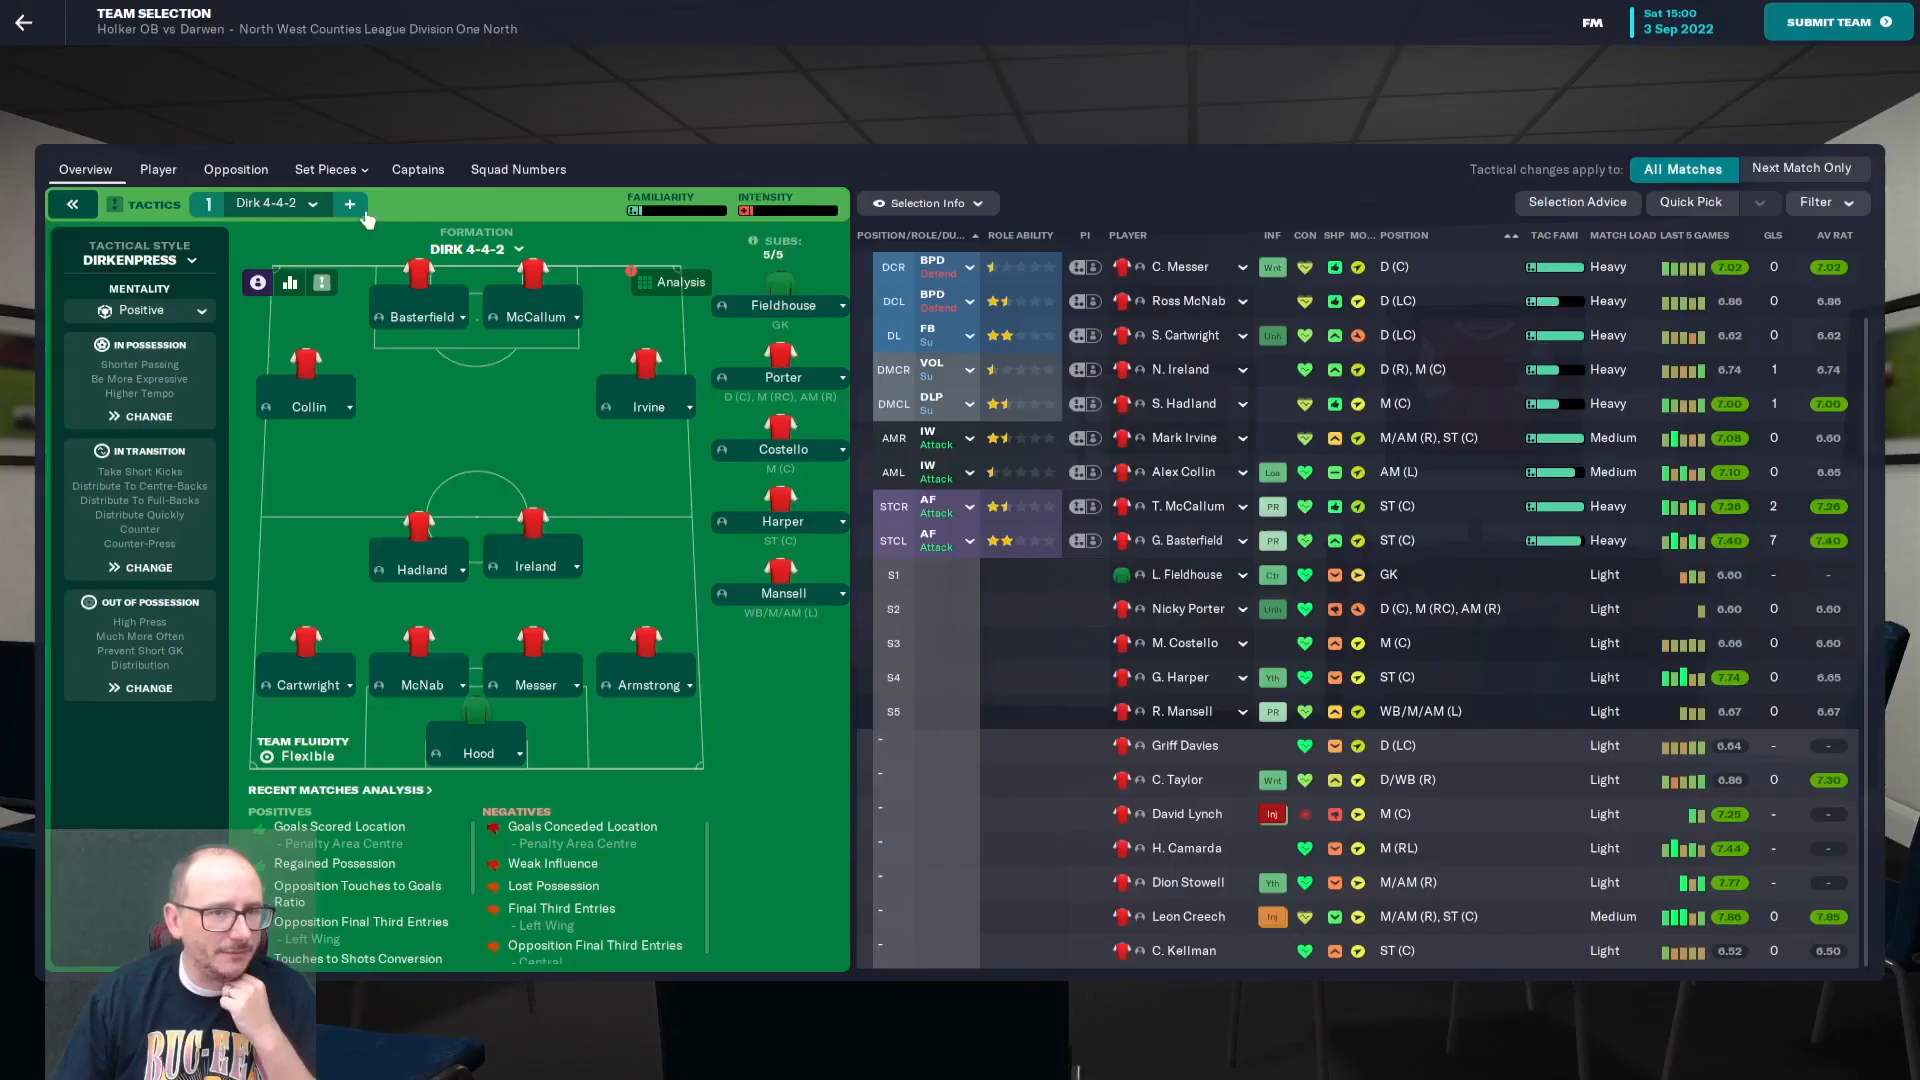 TEAM SELECTION
Holker OB vs Darwen - North West Counties League Division One North
FM
Sat 15:00
3 Sep 2022
SUBMIT TEAM
Overview
Player
Opposition
Set Pieces
Captains
Squad Numbers
Tactical changes apply to:
All Matches
Next Match Only
TACTICS
1
Dirk 4-4-2
FAMILIARITY
INTENSITY
Selection Info
Selection Advice
Quick Pick
Filter
TACTICAL STYLE
DIRKENPRESS
MENTALITY
Positive
IN POSSESSION
Shorter Passing
Be More Expressive
Higher Tempo
CHANGE
IN TRANSITION
Take Short Kicks
Distribute To Centre-Backs
Distribute To Full-Backs
Distribute Quickly
Counter
Counter-Press
CHANGE
OUT OF POSSESSION
High Press
Much More Often
Prevent Short GK
Distribution
CHANGE
FORMATION
DIRK 4-4-2
Analysis
Basterfield
McCallum
Collin
Irvine
Hadland
Ireland
Cartwright
McNab
Messer
Armstrong
Hood
TEAM FLUIDITY
Flexible
SUBS:
5/5
Fieldhouse
GK
Porter
D (C), M (RC), AM (R)
Costello
M (C)
Harper
ST (C)
Mansell
WB/M/AM (L)
RECENT MATCHES ANALYSIS >
POSITIVES
Goals Scored Location
- Penalty Area Centre
Regained Possession
Opposition Touches to Goals
Ratio
Opposition Final Third Entries
- Left Wing
Touches to Shots Conversion
NEGATIVES
Goals Conceded Location
- Penalty Area Centre
Weak Influence
Lost Possession
Final Third Entries
- Left Wing
Opposition Final Third Entries
- Central
POSITION/ROLE/DU... ROLE ABILITY PI PLAYER INF CON SHP MO... POSITION TAC FAMI MATCH LOAD LAST 5 GAMES GLS AV RAT
DCR BPD Defend C. Messer Wnt D (C) Heavy 7.02 0 7.02
DCL BPD Defend Ross McNab D (LC) Heavy 6.86 0 6.86
DL FB Su S. Cartwright Unh D (LC) Heavy 6.62 0 6.62
DMCR VOL Su N. Ireland D (R), M (C) Heavy 6.74 1 6.74
DMCL DLP Su S. Hadland M (C) Heavy 7.00 1 7.00
AMR IW Attack Mark Irvine M/AM (R), ST (C) Medium 7.08 0 6.60
AML IW Attack Alex Collin Loa AM (L) Medium 7.10 0 6.65
STCR AF Attack T. McCallum PR ST (C) Heavy 7.26 2 7.26
STCL AF Attack G. Basterfield PR ST (C) Heavy 7.40 7 7.40
S1 L. Fieldhouse Ctr GK Light 6.60 - -
S2 Nicky Porter Unh D (C), M (RC), AM (R) Light 6.60 0 6.60
S3 M. Costello M (C) Light 6.66 0 6.60
S4 G. Harper Yth ST (C) Light 7.74 0 6.65
S5 R. Mansell PR WB/M/AM (L) Light 6.67 0 6.67
- Griff Davies D (LC) Light 6.64 - -
- C. Taylor Wnt D/WB (R) Light 6.86 0 7.30
- David Lynch Inj M (C) Light 7.25 - -
- H. Camarda M (RL) Light 7.44 - -
- Dion Stowell Yth M/AM (R) Light 7.77 - -
- Leon Creech Inj M/AM (R), ST (C) Medium 7.86 0 7.85
- C. Kellman ST (C) Light 6.52 0 6.50
BUC-EE